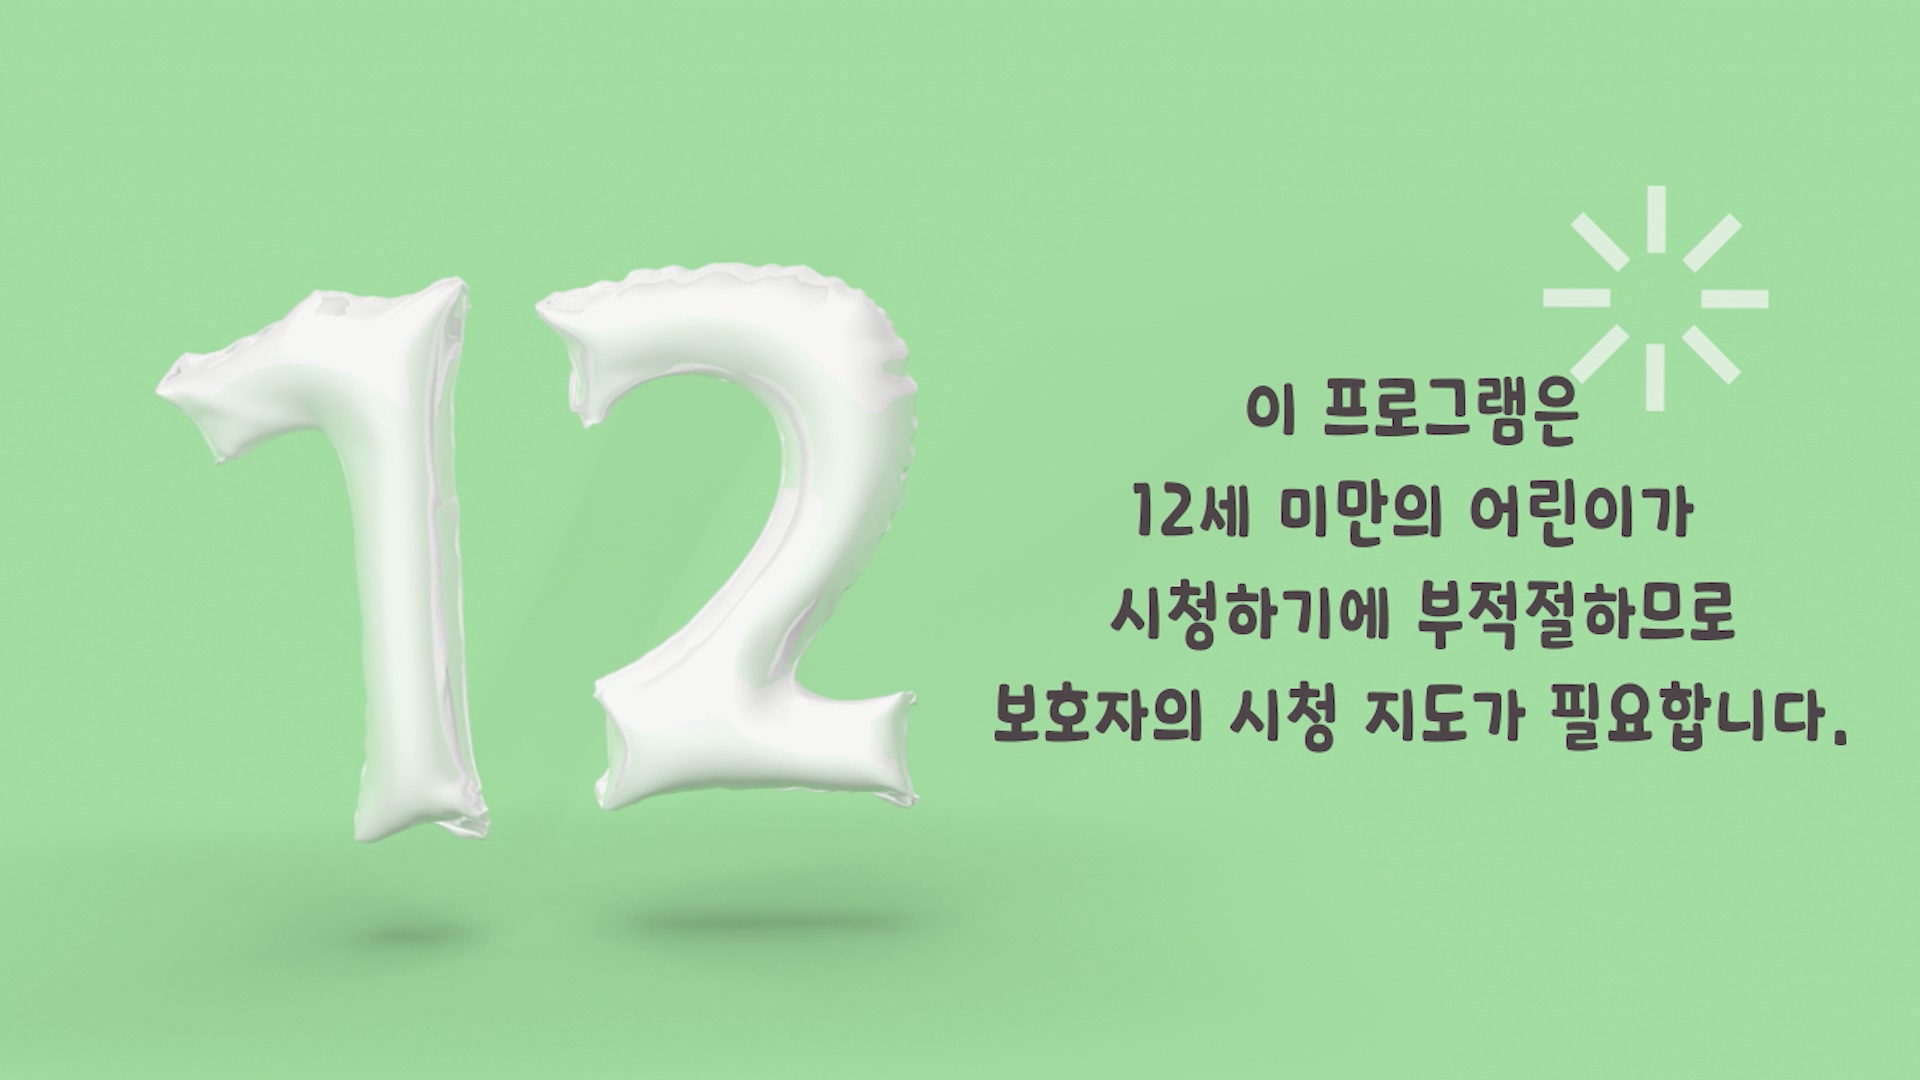 12
이 프로그램은
12세 미만의 어린이가
시청하기에 부적절하므로
보호자의 시청 지도가 필요합니다.